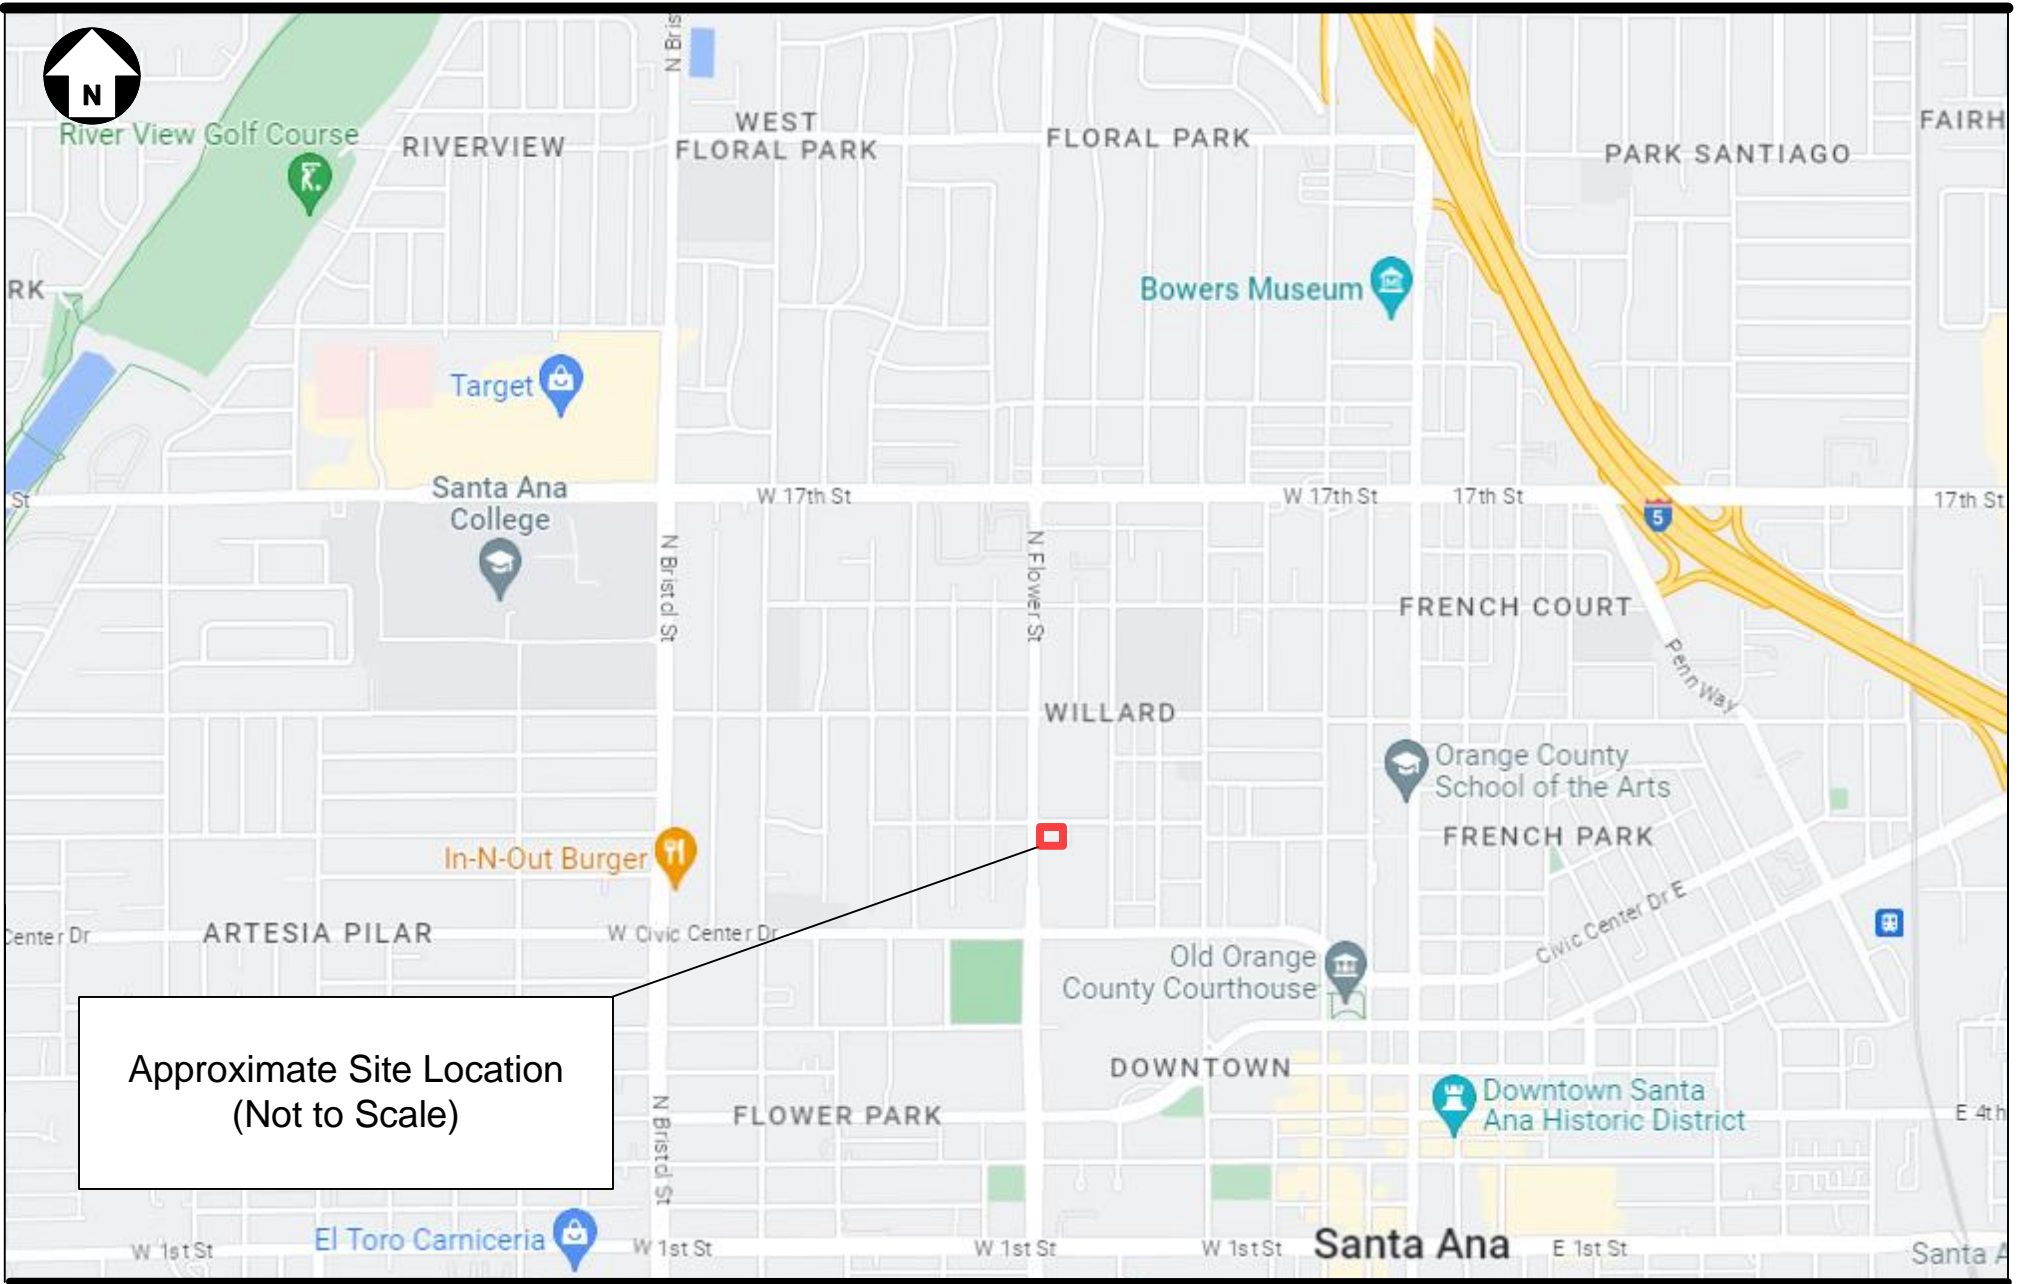 N Bris
N
River View Golf Course
RIVERVIEW
WEST
FLORAL PARK
FLORAL PARK
PARK SANTIAGO
FAIRH
RK
Bowers Museum
Target
Santa Ana
College
St
W 17th St
W 17th St
17th St
5
17th St
N Bristol St
N Flower St
FRENCH COURT
Penn Way
WILLARD
Orange County
School of the Arts
FRENCH PARK
In-N-Out Burger
Center Dr
ARTESIA PILAR
W Civic Center Dr
Civic Center Dr E
Old Orange
County Courthouse
Approximate Site Location
(Not to Scale)
DOWNTOWN
FLOWER PARK
N Bristol St
Downtown Santa
Ana Historic District
E 4th
El Toro Carniceria
W 1st St
W 1st St
W 1st St
W 1st St
Santa Ana
E 1st St
Santa A